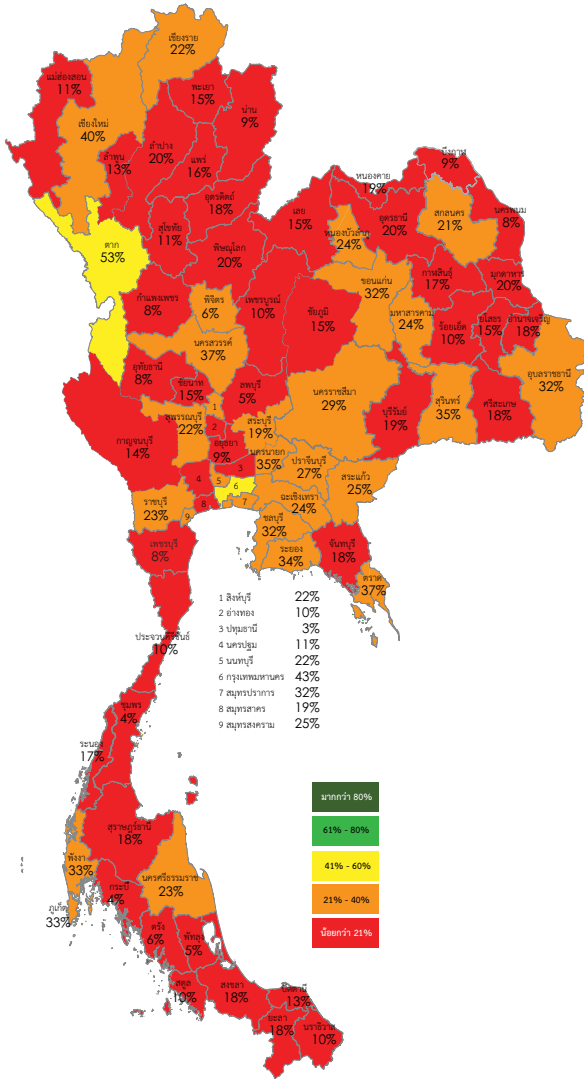 เชียงราย
22%
แม่ฮ่องสอน
11%
พะเยา
15%
น่าน
9%
เชียงใหม่
40%
ลำพูน
13%
ลำปาง
20%
แพร่
16%
อุตรดิตถ์
18%
ตาก
53%
สุโขทัย
11%
พิษณุโลก
20%
เลย
15%
หนองคาย
19%
บึงกาฬ
9%
หนองบัวลำภู
24%
อุดรธานี
20%
สกลนคร
21%
นครพนม
8%
กำแพงเพชร
8%
พิจิตร
6%
เพชรบูรณ์
10%
ชัยภูมิ
15%
ขอนแก่น
32%
มหาสารคาม
24%
กาฬสินธุ์
17%
มุกดาหาร
20%
ร้อยเอ็ด
10%
ยโสธร
15%
อำนาจเจริญ
18%
นครสวรรค์
37%
อุทัยธานี
8%
ชัยนาท
15%
ลพบุรี
5%
นครราชสีมา
29%
บุรีรัมย์
19%
สุรินทร์
35%
ศรีสะเกษ
18%
อุบลราชธานี
32%
กาญจนบุรี
14%
สุพรรณบุรี
22%
1
2
อยุธยา
9%
สระบุรี
19%
นครนายก
35%
ปราจีนบุรี
27%
สระแก้ว
25%
3
4
5
6
7
8
9
ฉะเชิงเทรา
24%
ราชบุรี
23%
ชลบุรี
32%
ระยอง
34%
จันทบุรี
18%
ตราด
37%
เพชรบุรี
8%
ประจวบคีรีขันธ์
10%
1 สิงห์บุรี 22%
2 อ่างทอง 10%
3 ปทุมธานี 3%
4 นครปฐม 11%
5 นนทบุรี 22%
6 กรุงเทพมหานคร 43%
7 สมุทรปราการ 32%
8 สมุทรสาคร 19%
9 สมุทรสงคราม 25%
ชุมพร
4%
ระนอง
17%
สุราษฎร์ธานี
18%
พังงา
33%
ภูเก็ต
33%
กระบี่
4%
นครศรีธรรมราช
23%
ตรัง
6%
พัทลุง
5%
สตูล
10%
สงขลา
18%
ปัตตานี
13%
ยะลา
18%
นราธิวาส
10%
มากกว่า 80%
61% - 80%
41% - 60%
21% - 40%
น้อยกว่า 21%